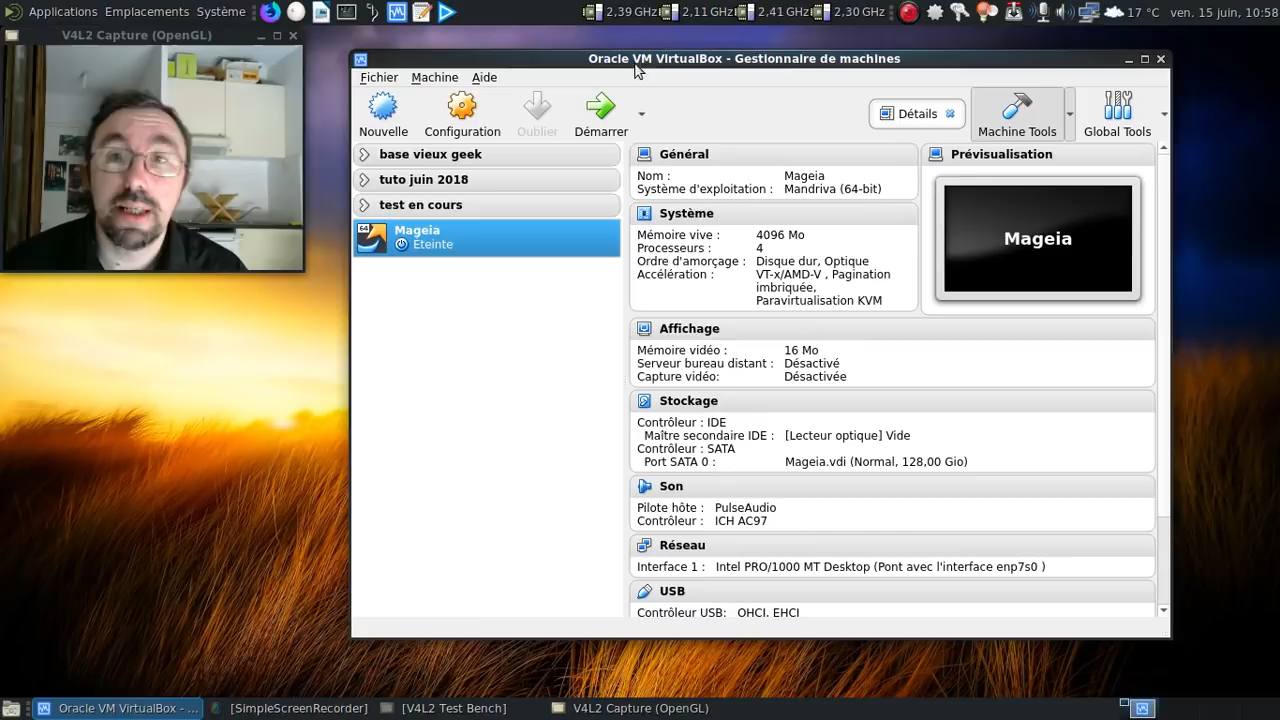 Applications Emplacements Système 2,39 GHz 2,11 GHz 2,41 GHz 2,30 GHz 17 °C ven. 15 juin, 10:58
V4L2 Capture (OpenGL)
Oracle VM VirtualBox - Gestionnaire de machines
Fichier Machine Aide
Nouvelle Configuration Oublier Démarrer Détails Machine Tools Global Tools
base vieux geek
tuto juin 2018
test en cours
64 Mageia
Éteinte
Général
Nom : Mageia
Système d'exploitation : Mandriva (64-bit)
Prévisualisation
Mageia
Système
Mémoire vive : 4096 Mo
Processeurs : 4
Ordre d'amorçage : Disque dur, Optique
Accélération : VT-x/AMD-V , Pagination
imbriquée,
Paravirtualisation KVM
Affichage
Mémoire vidéo : 16 Mo
Serveur bureau distant : Désactivé
Capture vidéo: Désactivée
Stockage
Contrôleur : IDE
Maître secondaire IDE : [Lecteur optique] Vide
Contrôleur : SATA
Port SATA 0 : Mageia.vdi (Normal, 128,00 Gio)
Son
Pilote hôte : PulseAudio
Contrôleur : ICH AC97
Réseau
Interface 1 : Intel PRO/1000 MT Desktop (Pont avec l'interface enp7s0 )
USB
Contrôleur USB: OHCI, EHCI
Oracle VM VirtualBox - ... [SimpleScreenRecorder] [V4L2 Test Bench] V4L2 Capture (OpenGL)